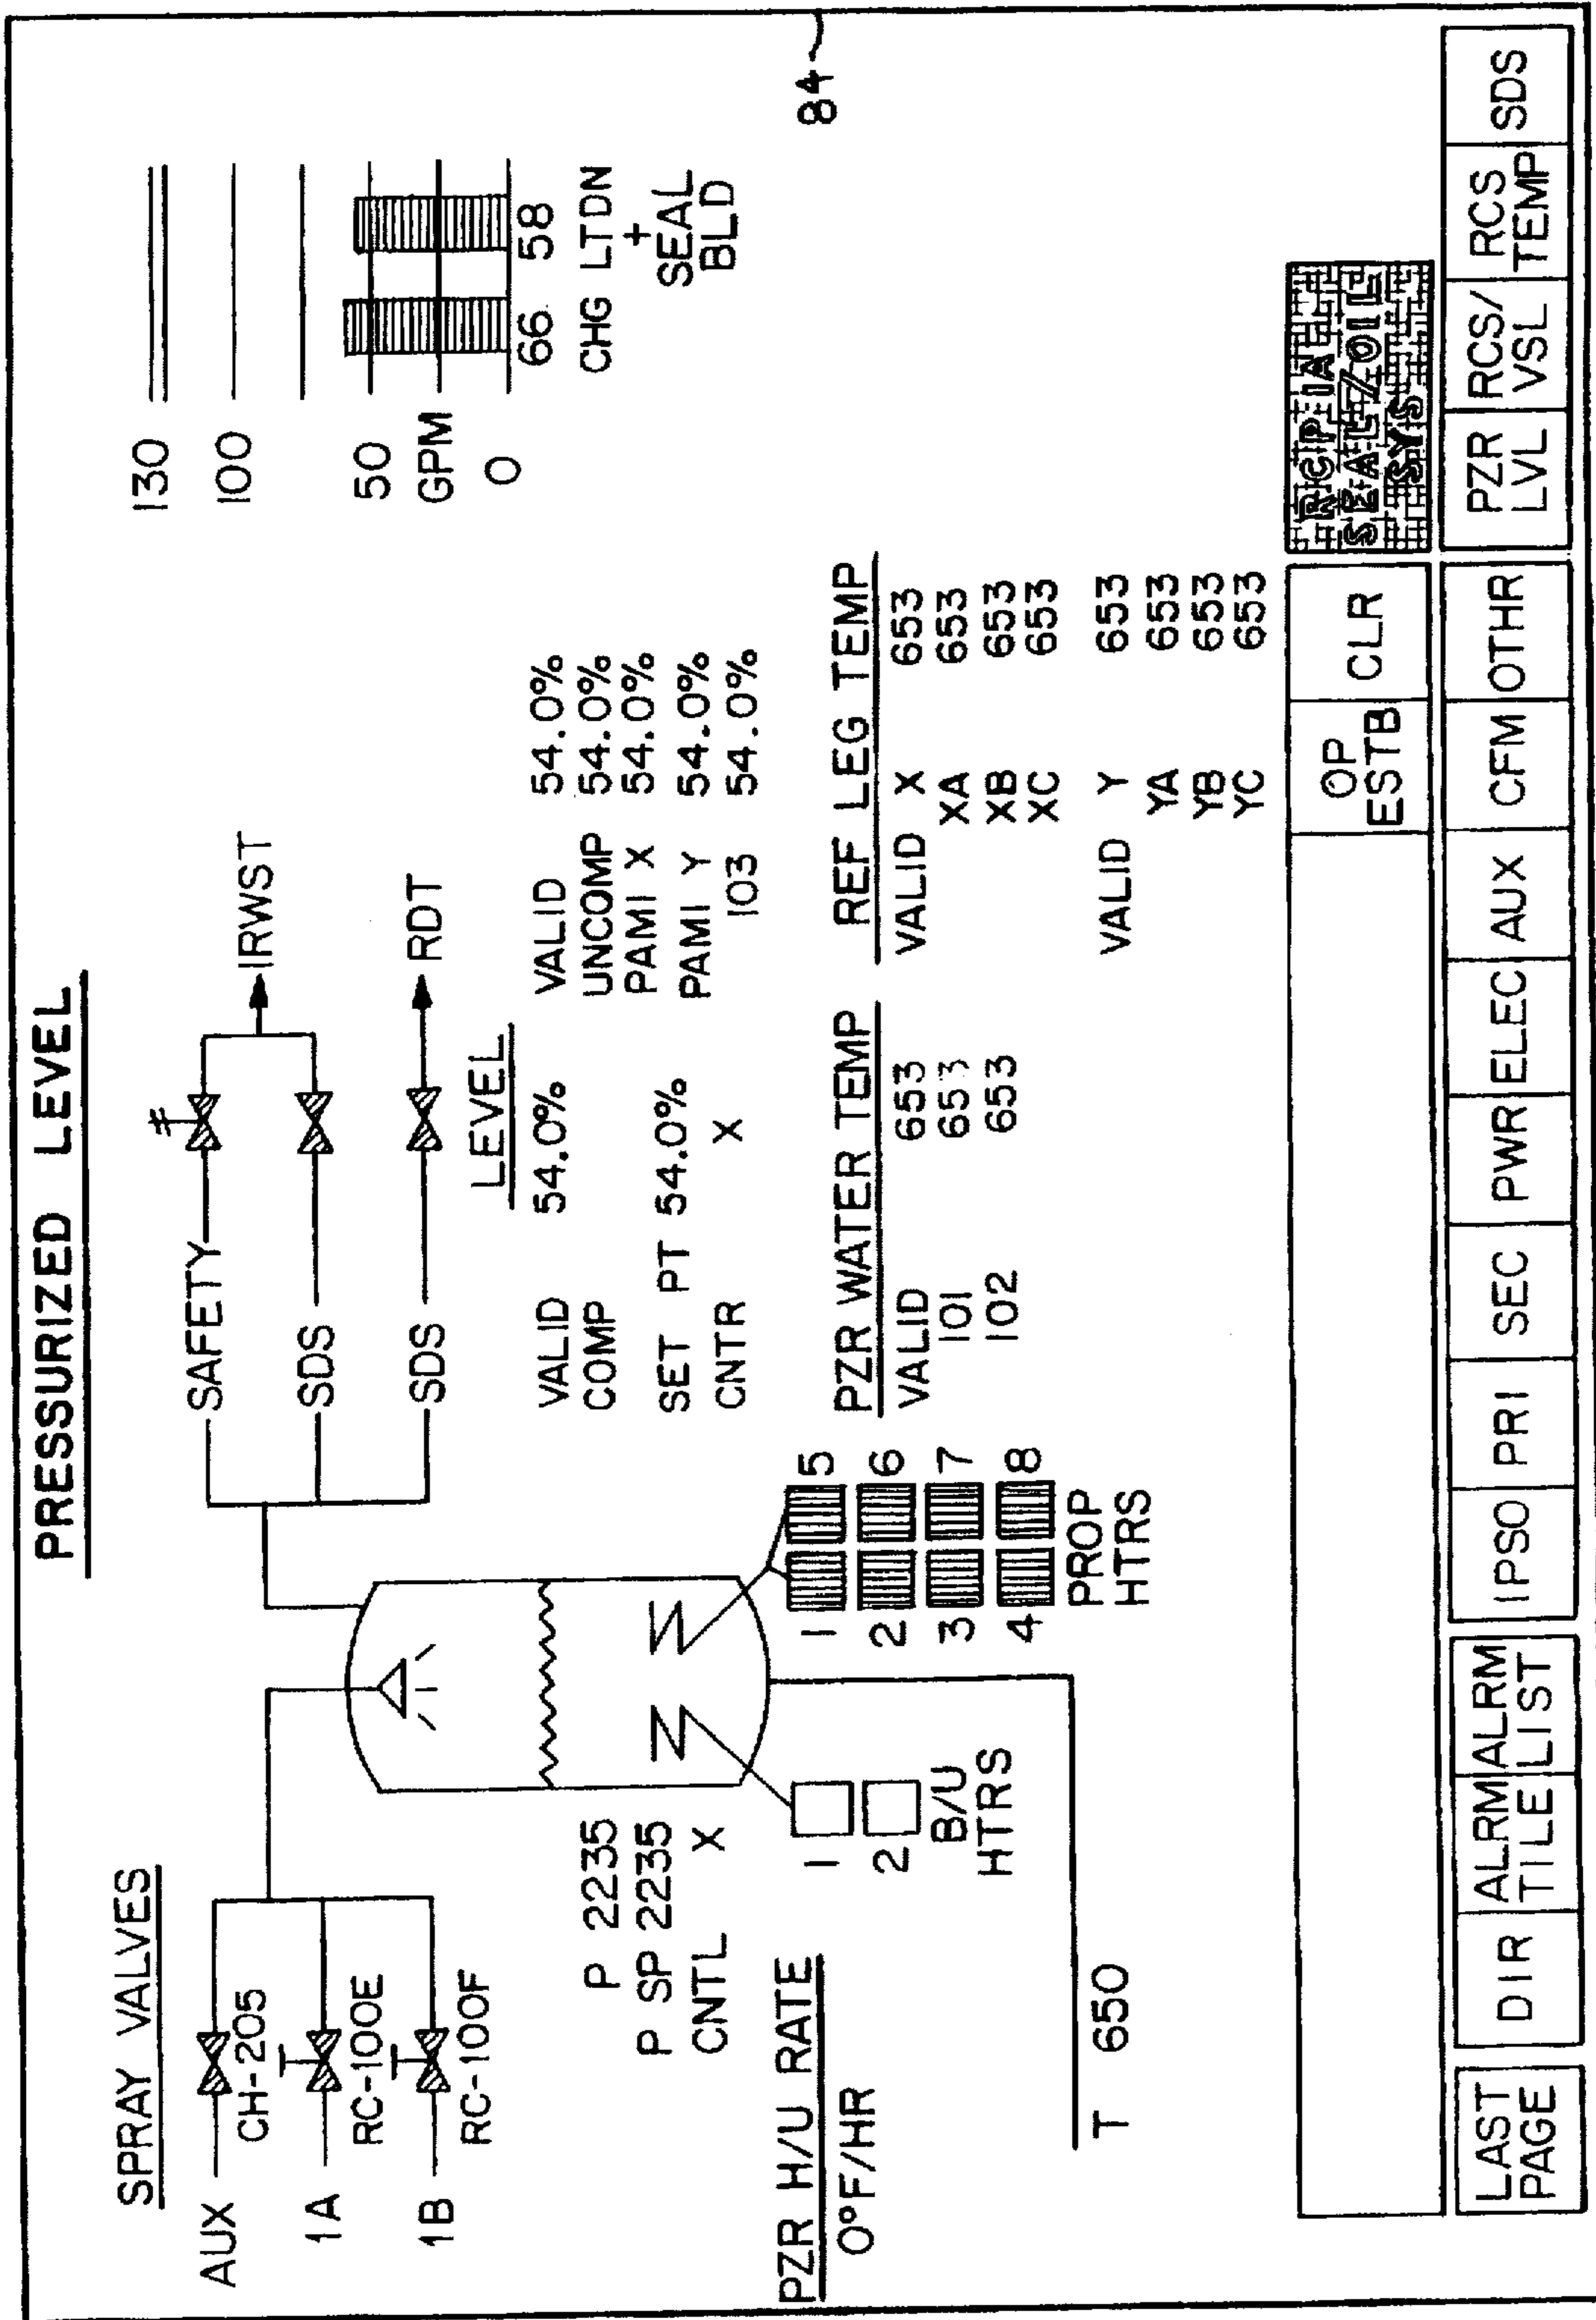 PRESSURIZED LEVEL
SPRAY VALVES
AUX
CH-205
1A
RC-100E
1B
RC-100F
SAFETY
SDS
SDS
IRWST
RDT
130
100
50
GPM
0
66 58
CHG LTDN
+
SEAL
BLD
84
P 2235
P SP 2235
CNTL X
PZR H/U RATE
0°F/HR
1
2
B/U
HTRS
1 5
2 6
3 7
4 8
PROP
HTRS
T 650
LEVEL
VALID 54.0% VALID 54.0%
COMP UNCOMP 54.0%
PAMI X 54.0%
SET PT 54.0% PAMI Y 54.0%
CNTR X 103 54.0%
PZR WATER TEMP
VALID 653
101 653
102 653
REF LEG TEMP
VALID X 653
XA 653
XB 653
XC 653
VALID Y 653
YA 653
YB 653
YC 653
OP
ESTB
CLR
RCP 1A
SEAL/OIL
SYS
LAST
PAGE
DIR
ALRM
TILE
ALRM
LIST
IPSO
PRI
SEC
PWR
ELEC
AUX
CFM
OTHR
PZR
LVL
RCS/
VSL
RCS
TEMP
SDS